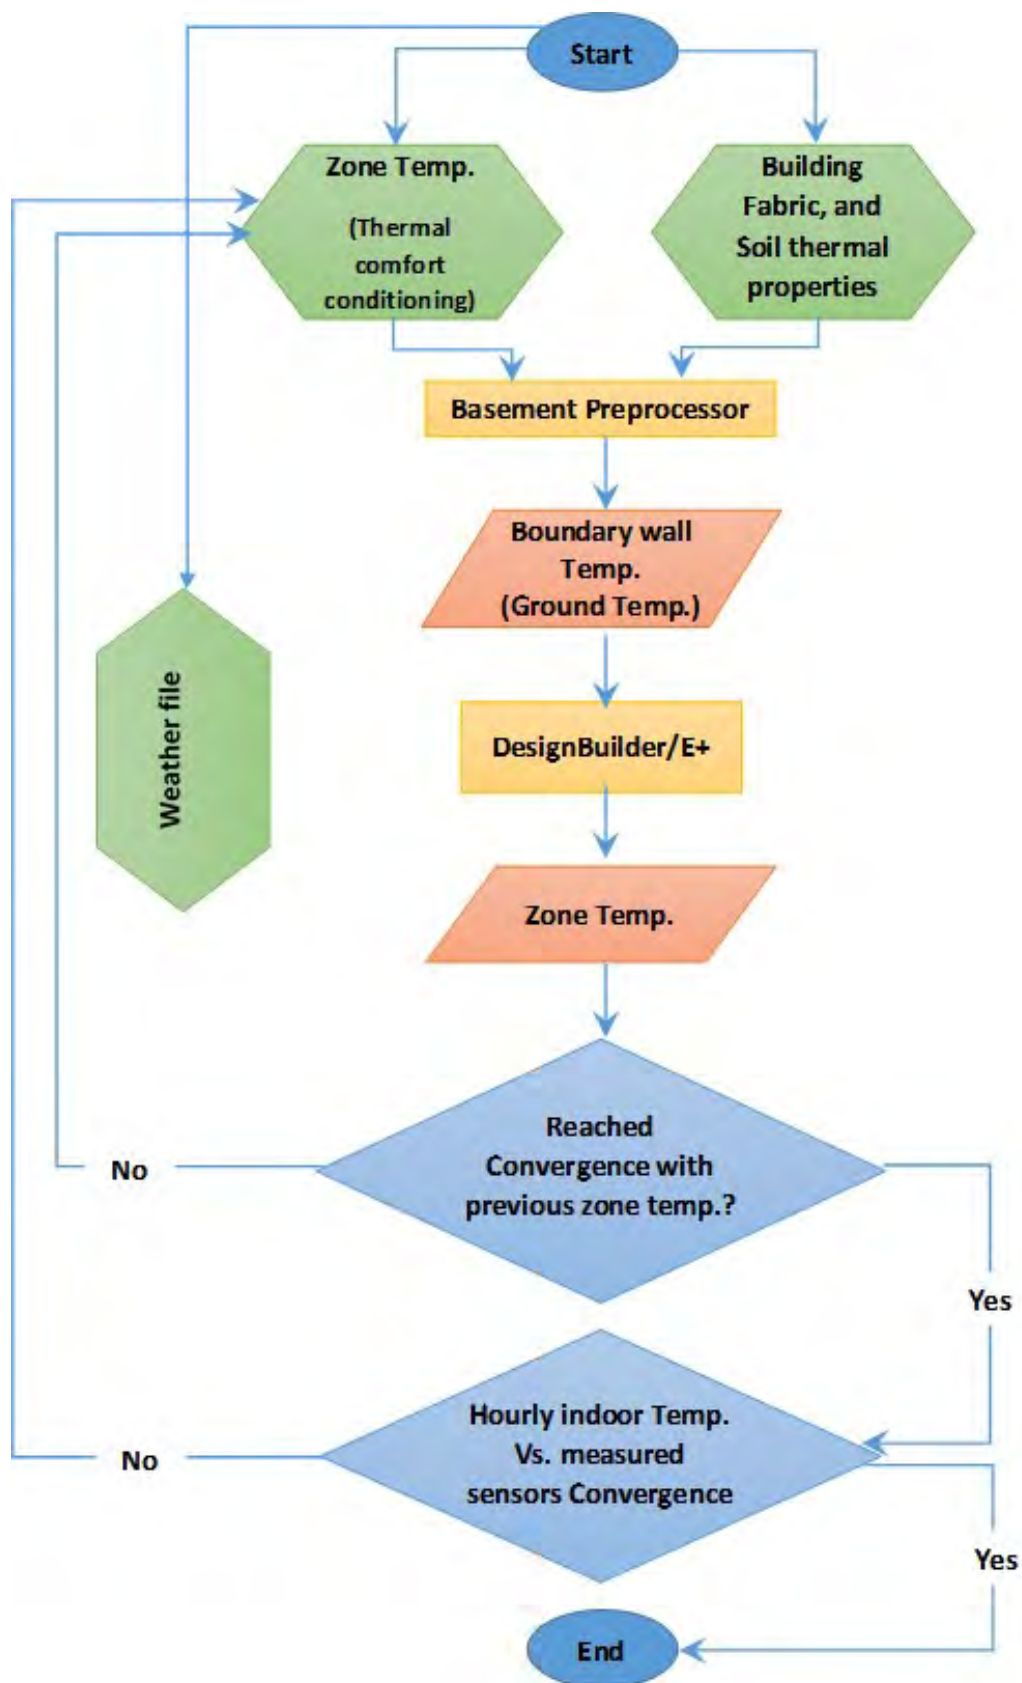 Start
Zone Temp.
(Thermal
comfort
conditioning)
Building
Fabric, and
Soil thermal
properties
Basement Preprocessor
Boundary wall
Temp.
(Ground Temp.)
Weather file
DesignBuilder/E+
Zone Temp.
Reached
Convergence with
previous zone temp.?
No
Yes
Hourly indoor Temp.
Vs. measured
sensors Convergence
No
Yes
End